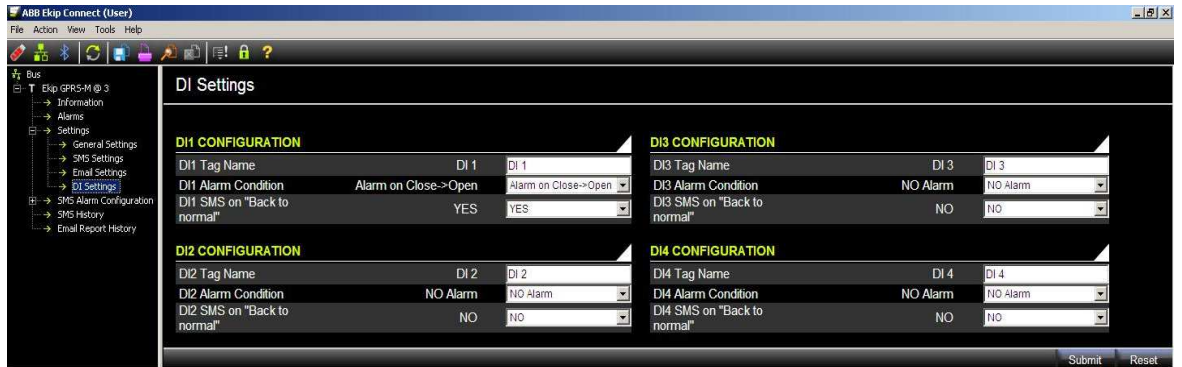 ABB Ekip Connect (User)
File Action View Tools Help
Bus
T Ekip GPRS-M @ 3
Information
Alarms
Settings
General Settings
SMS Settings
Email Settings
DI Settings
SMS Alarm Configuration
SMS History
Email Report History
DI Settings
DI1 CONFIGURATION
DI1 Tag Name DI 1 DI 1
DI1 Alarm Condition Alarm on Close->Open Alarm on Close->Open
DI1 SMS on "Back to
normal" YES YES
DI2 CONFIGURATION
DI2 Tag Name DI 2 DI 2
DI2 Alarm Condition NO Alarm NO Alarm
DI2 SMS on "Back to
normal" NO NO
DI3 CONFIGURATION
DI3 Tag Name DI 3 DI 3
DI3 Alarm Condition NO Alarm NO Alarm
DI3 SMS on "Back to
normal" NO NO
DI4 CONFIGURATION
DI4 Tag Name DI 4 DI 4
DI4 Alarm Condition NO Alarm NO Alarm
DI4 SMS on "Back to
normal" NO NO
Submit Reset